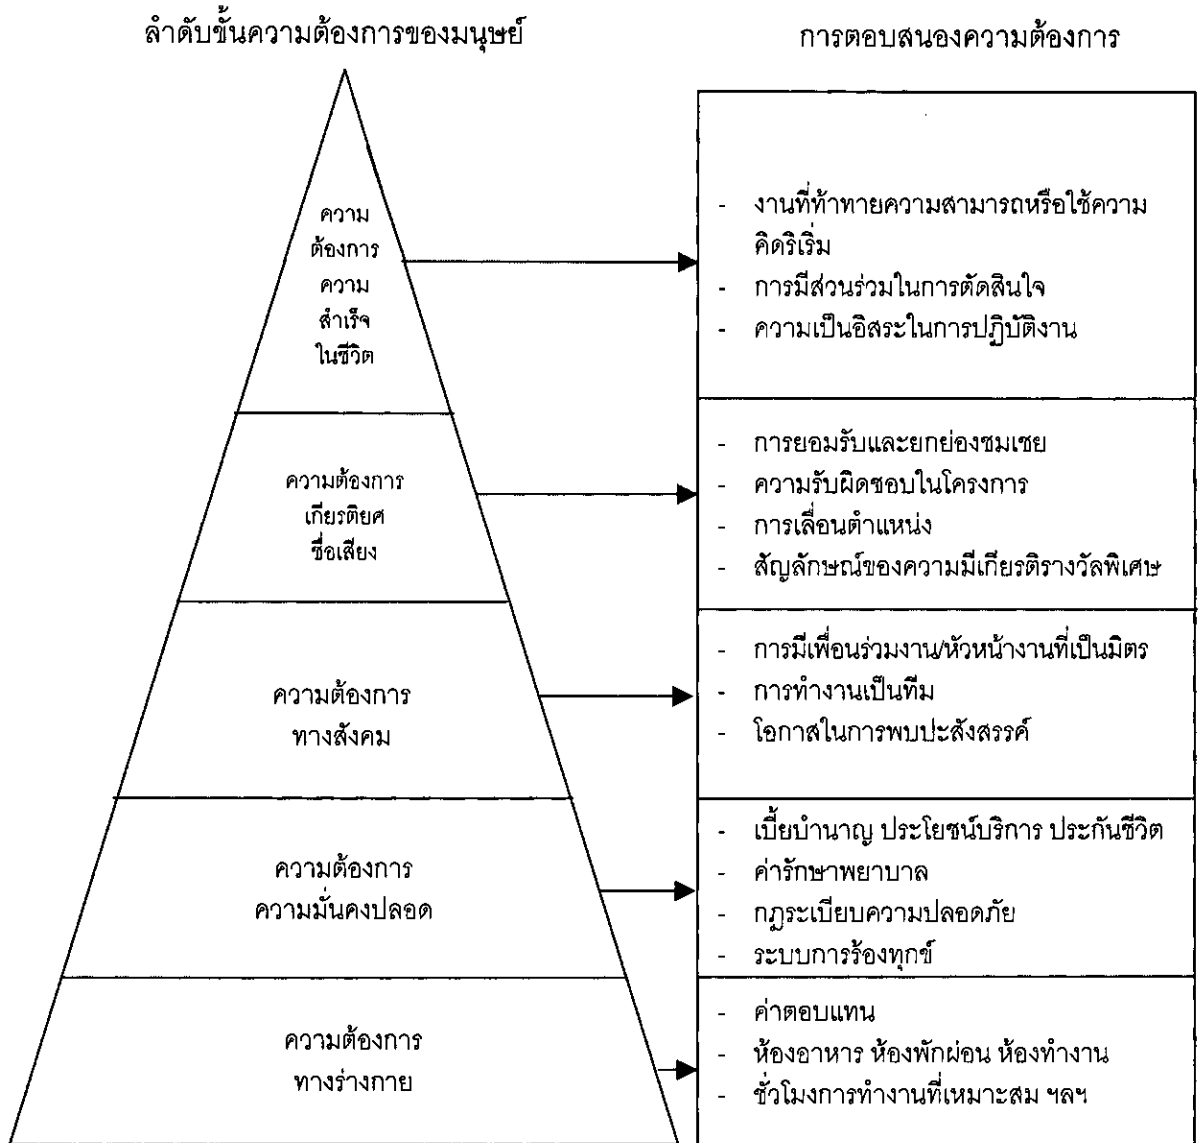 ลำดับขั้นความต้องการของมนุษย์
การตอบสนองความต้องการ
ความ
ต้องการ
ความ
สำเร็จ
ในชีวิต
- งานที่ท้าทายความสามารถหรือใช้ความ
คิดริเริ่ม
- การมีส่วนร่วมในการตัดสินใจ
- ความเป็นอิสระในการปฏิบัติงาน
ความต้องการ
เกียรติยศ
ชื่อเสียง
- การยอมรับและยกย่องชมเชย
- ความรับผิดชอบในโครงการ
- การเลื่อนตำแหน่ง
- สัญลักษณ์ของความมีเกียรติรางวัลพิเศษ
ความต้องการ
ทางสังคม
- การมีเพื่อนร่วมงาน/หัวหน้างานที่เป็นมิตร
- การทำงานเป็นทีม
- โอกาสในการพบปะสังสรรค์
ความต้องการ
ความมั่นคงปลอด
- เบี้ยบำนาญ ประโยชน์บริการ ประกันชีวิต
- ค่ารักษาพยาบาล
- กฎระเบียบความปลอดภัย
- ระบบการร้องทุกข์
ความต้องการ
ทางร่างกาย
- ค่าตอบแทน
- ห้องอาหาร ห้องพักผ่อน ห้องทำงาน
- ชั่วโมงการทำงานที่เหมาะสม ฯลฯ